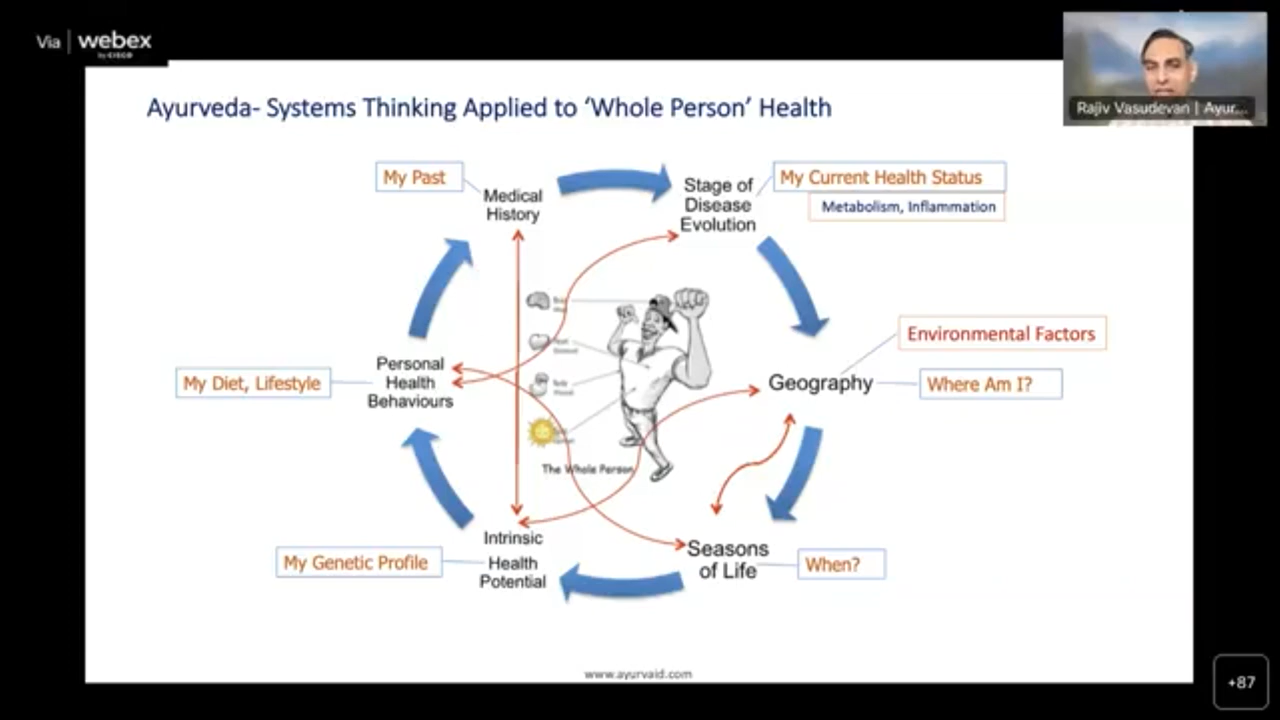 Via | webex
by CISCO
Rajiv Vasudevan | Ayur...
Ayurveda- Systems Thinking Applied to ‘Whole Person’ Health
My Past
Medical
History
Stage of
Disease
Evolution
My Current Health Status
Metabolism, Inflammation
Environmental Factors
Geography
Where Am I?
Personal
Health
Behaviours
My Diet, Lifestyle
The Whole Person
Intrinsic
Health
Potential
My Genetic Profile
Seasons
of Life
When?
www.ayurvaid.com
+87